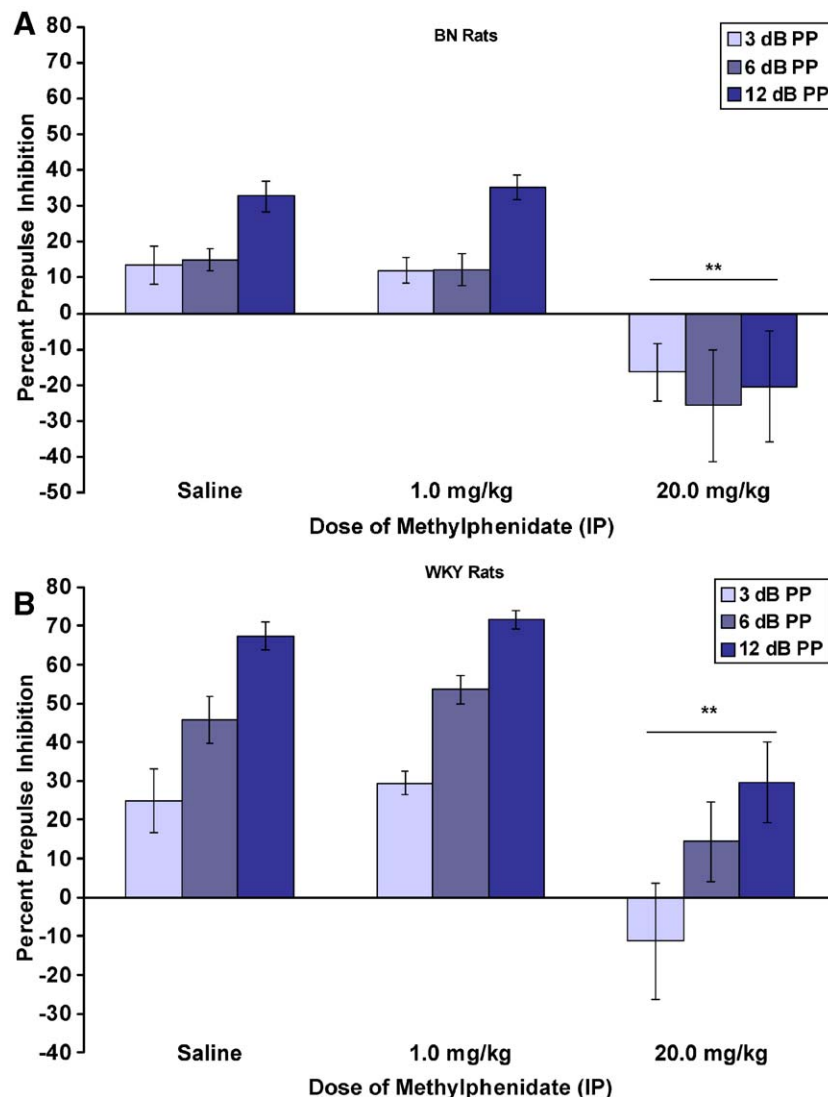 A
BN Rats
3 dB PP
6 dB PP
12 dB PP
Percent Prepulse Inhibition
80
70
60
50
40
30
20
10
0
-10
-20
-30
-40
-50
**
Saline 1.0 mg/kg 20.0 mg/kg
Dose of Methylphenidate (IP)
B
WKY Rats
3 dB PP
6 dB PP
12 dB PP
Percent Prepulse Inhibition
80
70
60
50
40
30
20
10
0
-10
-20
-30
-40
**
Saline 1.0 mg/kg 20.0 mg/kg
Dose of Methylphenidate (IP)